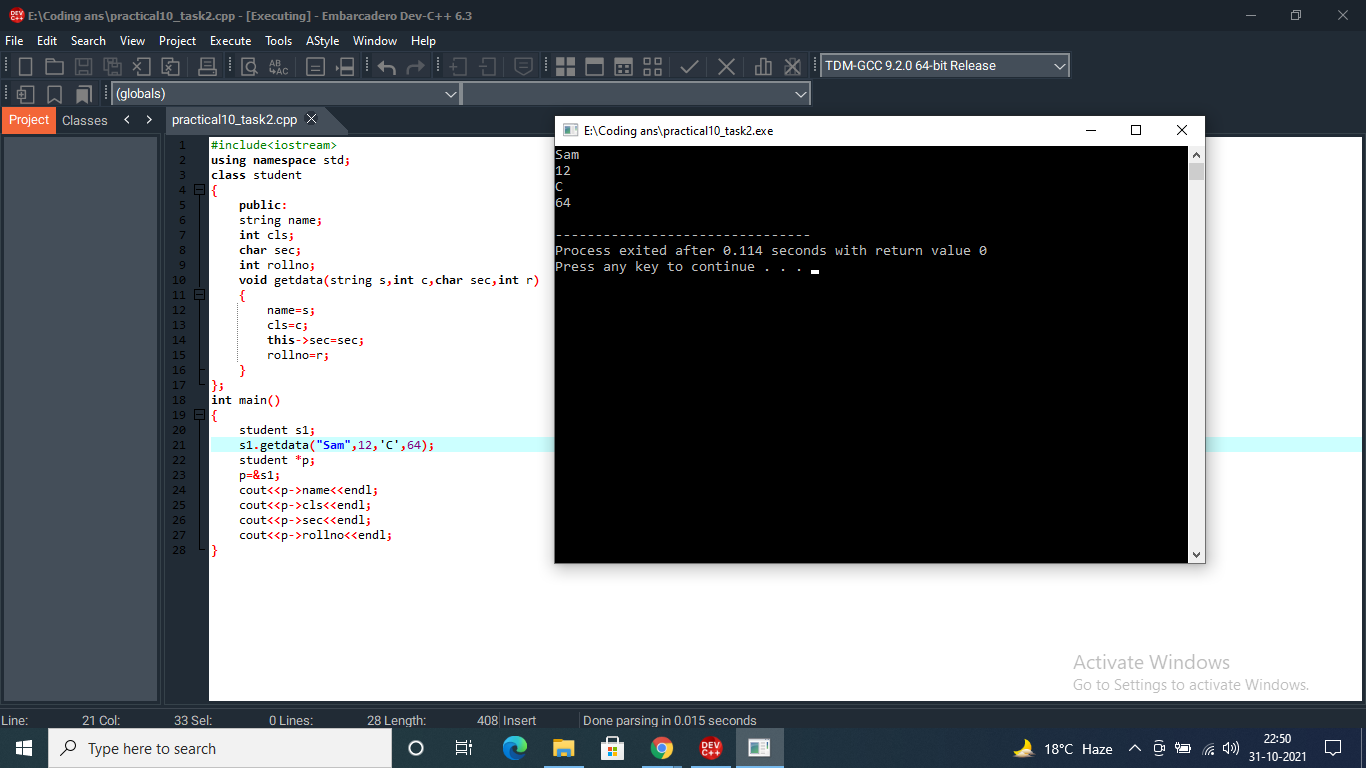 E:\Coding ans\practical10_task2.cpp - [Executing] - Embarcadero Dev-C++ 6.3
File Edit Search View Project Execute Tools AStyle Window Help
TDM-GCC 9.2.0 64-bit Release
(globals)
Project Classes
practical10_task2.cpp
1 #include<iostream>
2 using namespace std;
3 class student
4 {
5 public:
6 string name;
7 int cls;
8 char sec;
9 int rollno;
10 void getdata(string s,int c,char sec,int r)
11 {
12 name=s;
13 cls=c;
14 this->sec=sec;
15 rollno=r;
16 }
17 };
18 int main()
19 {
20 student s1;
21 s1.getdata("Sam",12,'C',64);
22 student *p;
23 p=&s1;
24 cout<<p->name<<endl;
25 cout<<p->cls<<endl;
26 cout<<p->sec<<endl;
27 cout<<p->rollno<<endl;
28 }
E:\Coding ans\practical10_task2.exe
Sam
12
C
64
--------------------------------
Process exited after 0.114 seconds with return value 0
Press any key to continue . . .
Activate Windows
Go to Settings to activate Windows.
Line: 21 Col: 33 Sel: 0 Lines: 28 Length: 408 Insert Done parsing in 0.015 seconds
Type here to search
DEV C++
18°C Haze
22:50
31-10-2021